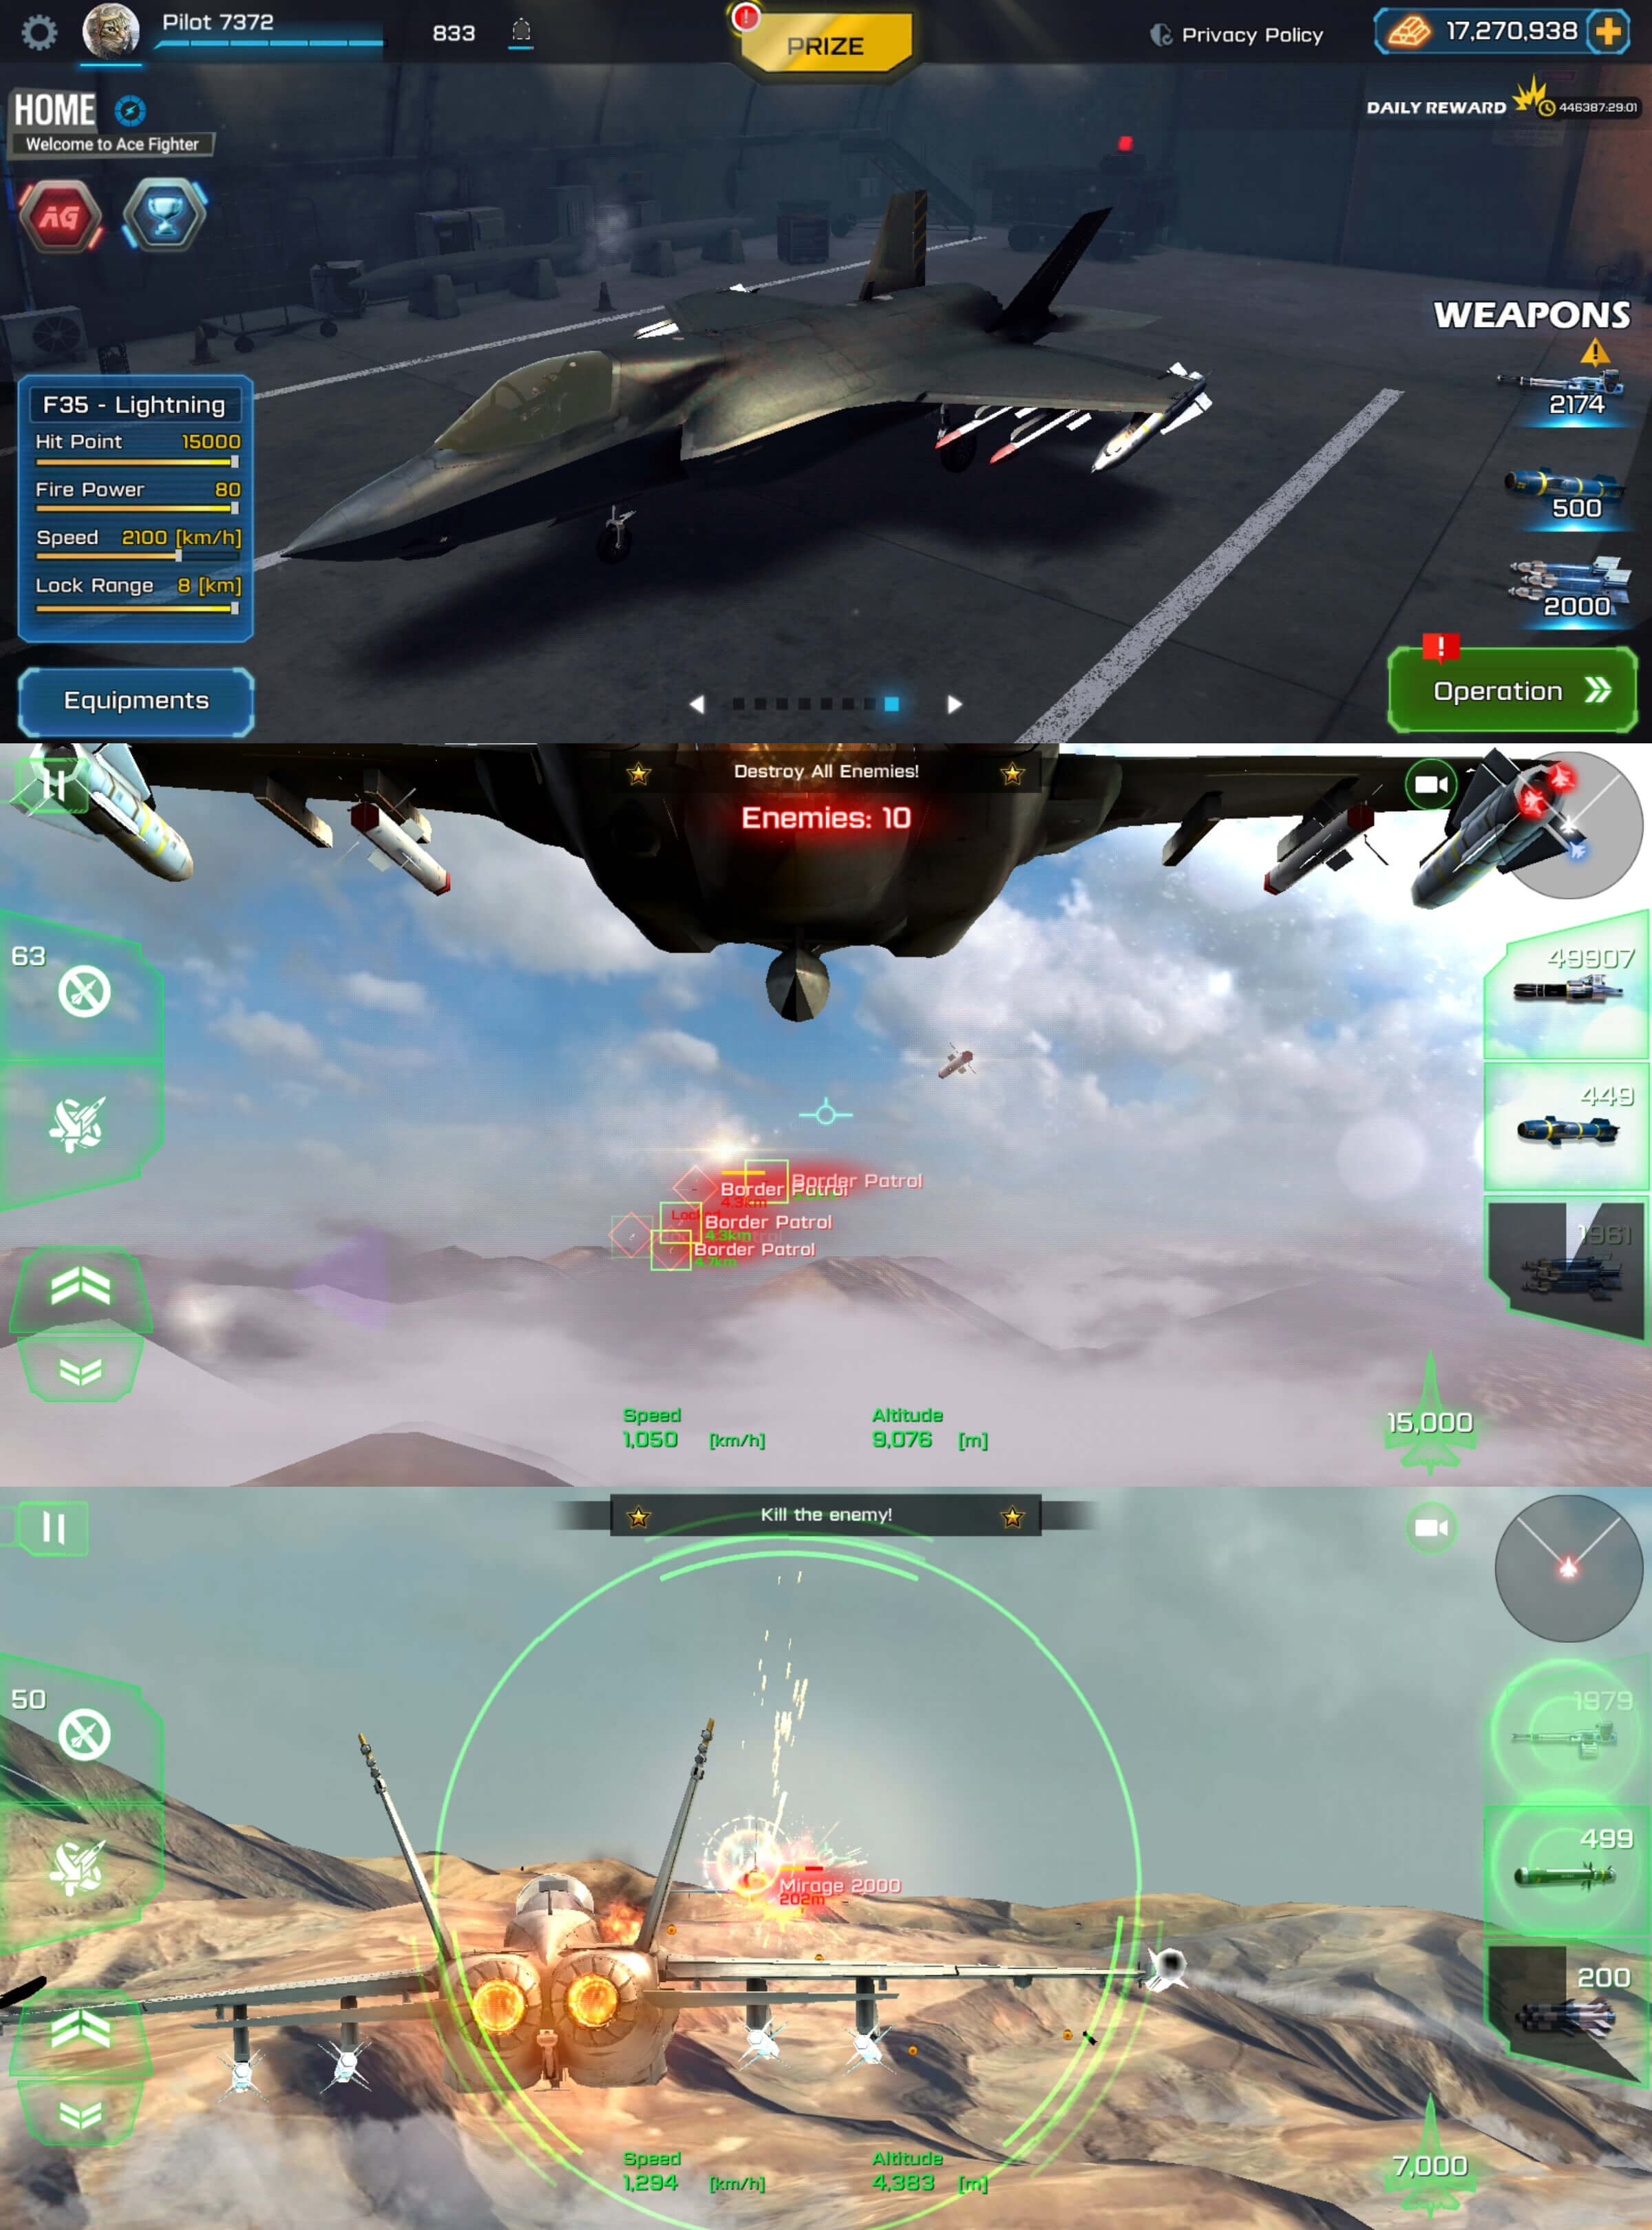 Pilot 7372
833
PRIZE
Privacy Policy
17,270,938
HOME
Welcome to Ace Fighter
DAILY REWARD
446387:29:01
AG
WEAPONS
2174
500
2000
F35 - Lightning
Hit Point 15000
Fire Power 80
Speed 2100 [km/h]
Lock Range 8 [km]
Equipments
Operation
Destroy All Enemies!
Enemies: 10
63
49907
449
1961
Border Patrol
Border Patrol
4.3km
Border Patrol
4.3km
Border Patrol
4.7km
Speed
1,050 [km/h]
Altitude
9,076 [m]
15,000
Kill the enemy!
50
1979
499
200
Mirage 2000
202m
Speed
1,294 [km/h]
Altitude
4,383 [m]
7,000